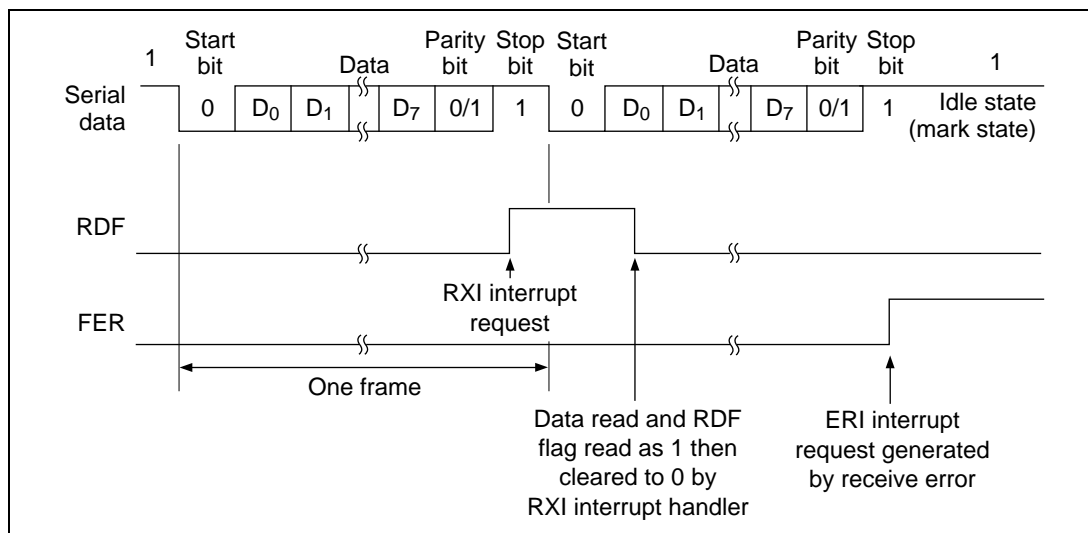 1
Start
bit
Data
Parity
bit
Stop
bit
Start
bit
Data
Parity
bit
Stop
bit
1
Serial
data
0 D0 D1 D7 0/1 1 0 D0 D1 D7 0/1 1
Idle state
(mark state)
RDF
RXI interrupt
request
FER
One frame
Data read and RDF
flag read as 1 then
cleared to 0 by
RXI interrupt handler
ERI interrupt
request generated
by receive error